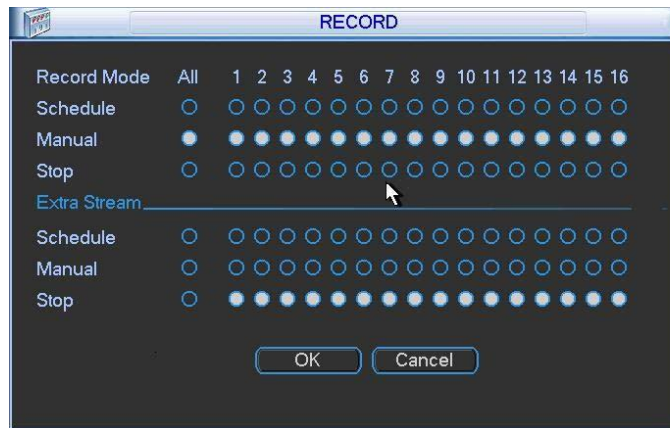 RECORD
Record Mode All 1 2 3 4 5 6 7 8 9 10 11 12 13 14 15 16
Schedule
Manual
Stop
Extra Stream
Schedule
Manual
Stop
OK Cancel